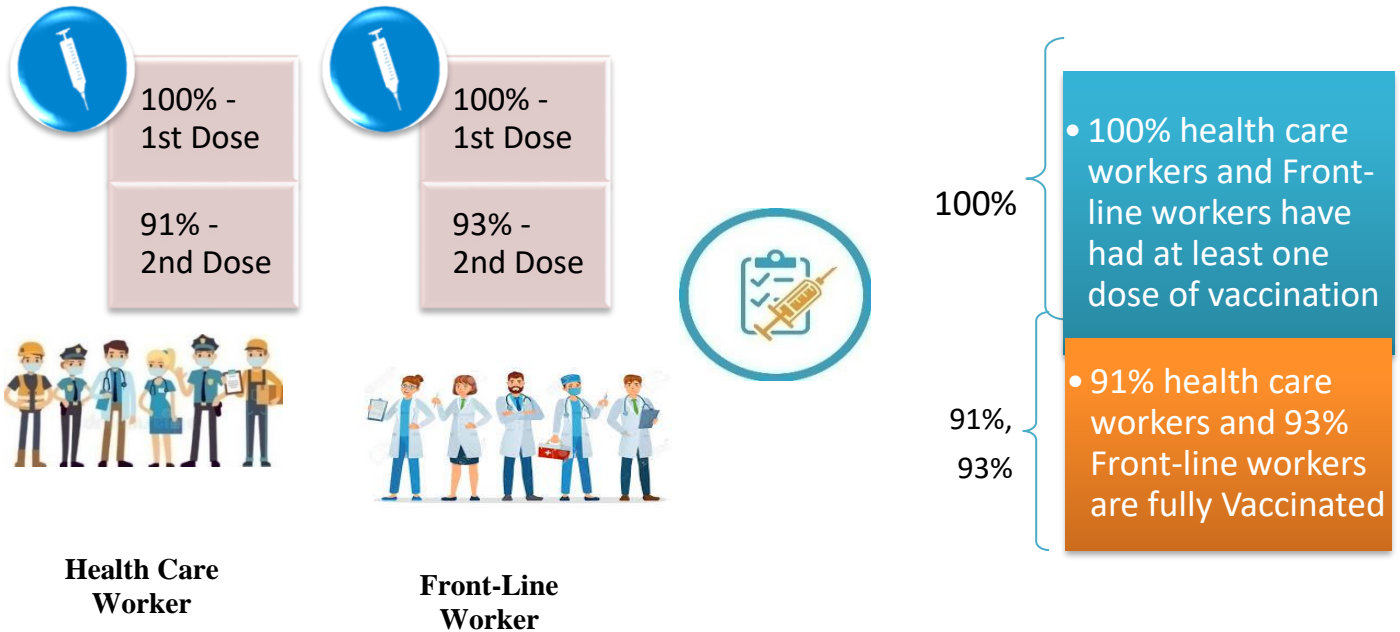 100% -
1st Dose
91% -
2nd Dose
100% -
1st Dose
93% -
2nd Dose
Health Care
Worker
Front-Line
Worker
100%
• 100% health care
workers and Front-
line workers have
had at least one
dose of vaccination
91%,
93%
• 91% health care
workers and 93%
Front-line workers
are fully Vaccinated